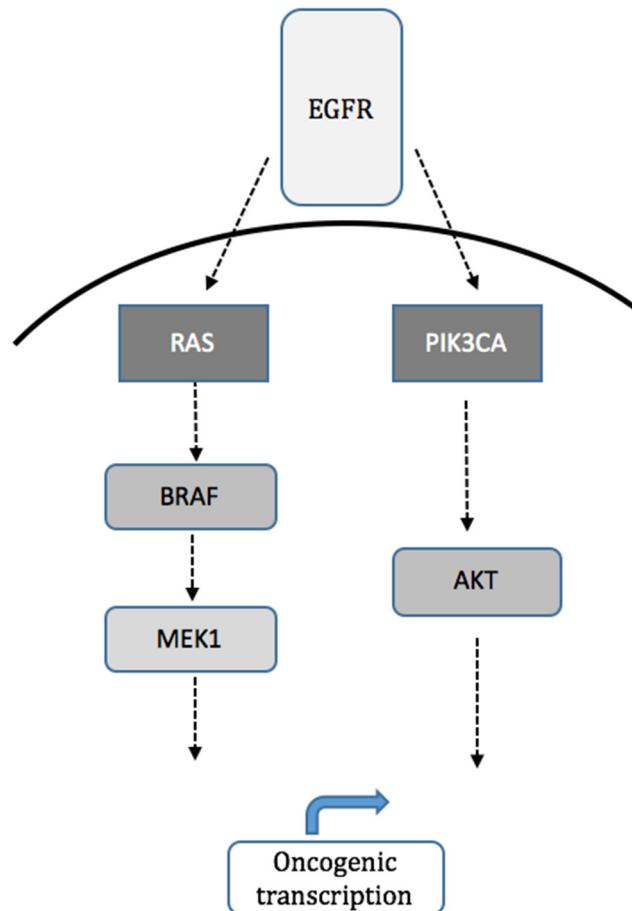 EGFR
RAS
PIK3CA
BRAF
AKT
MEK1
Oncogenic
transcription